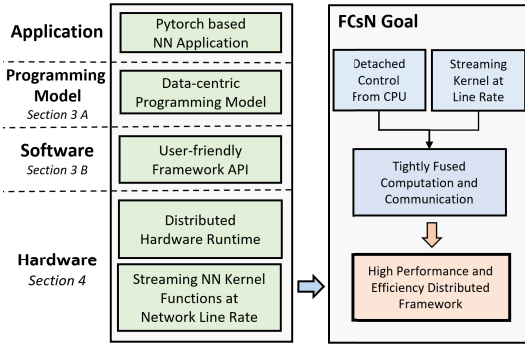 Application
Pytorch based
NN Application
Programming
Model
Section 3 A
Data-centric
Programming Model
Software
Section 3 B
User-friendly
Framework API
Hardware
Section 4
Distributed
Hardware Runtime
Streaming NN Kernel
Functions at
Network Line Rate
FCsN Goal
Detached
Control
From CPU
Streaming
Kernel at
Line Rate
Tightly Fused
Computation and
Communication
High Performance and
Efficiency Distributed
Framework